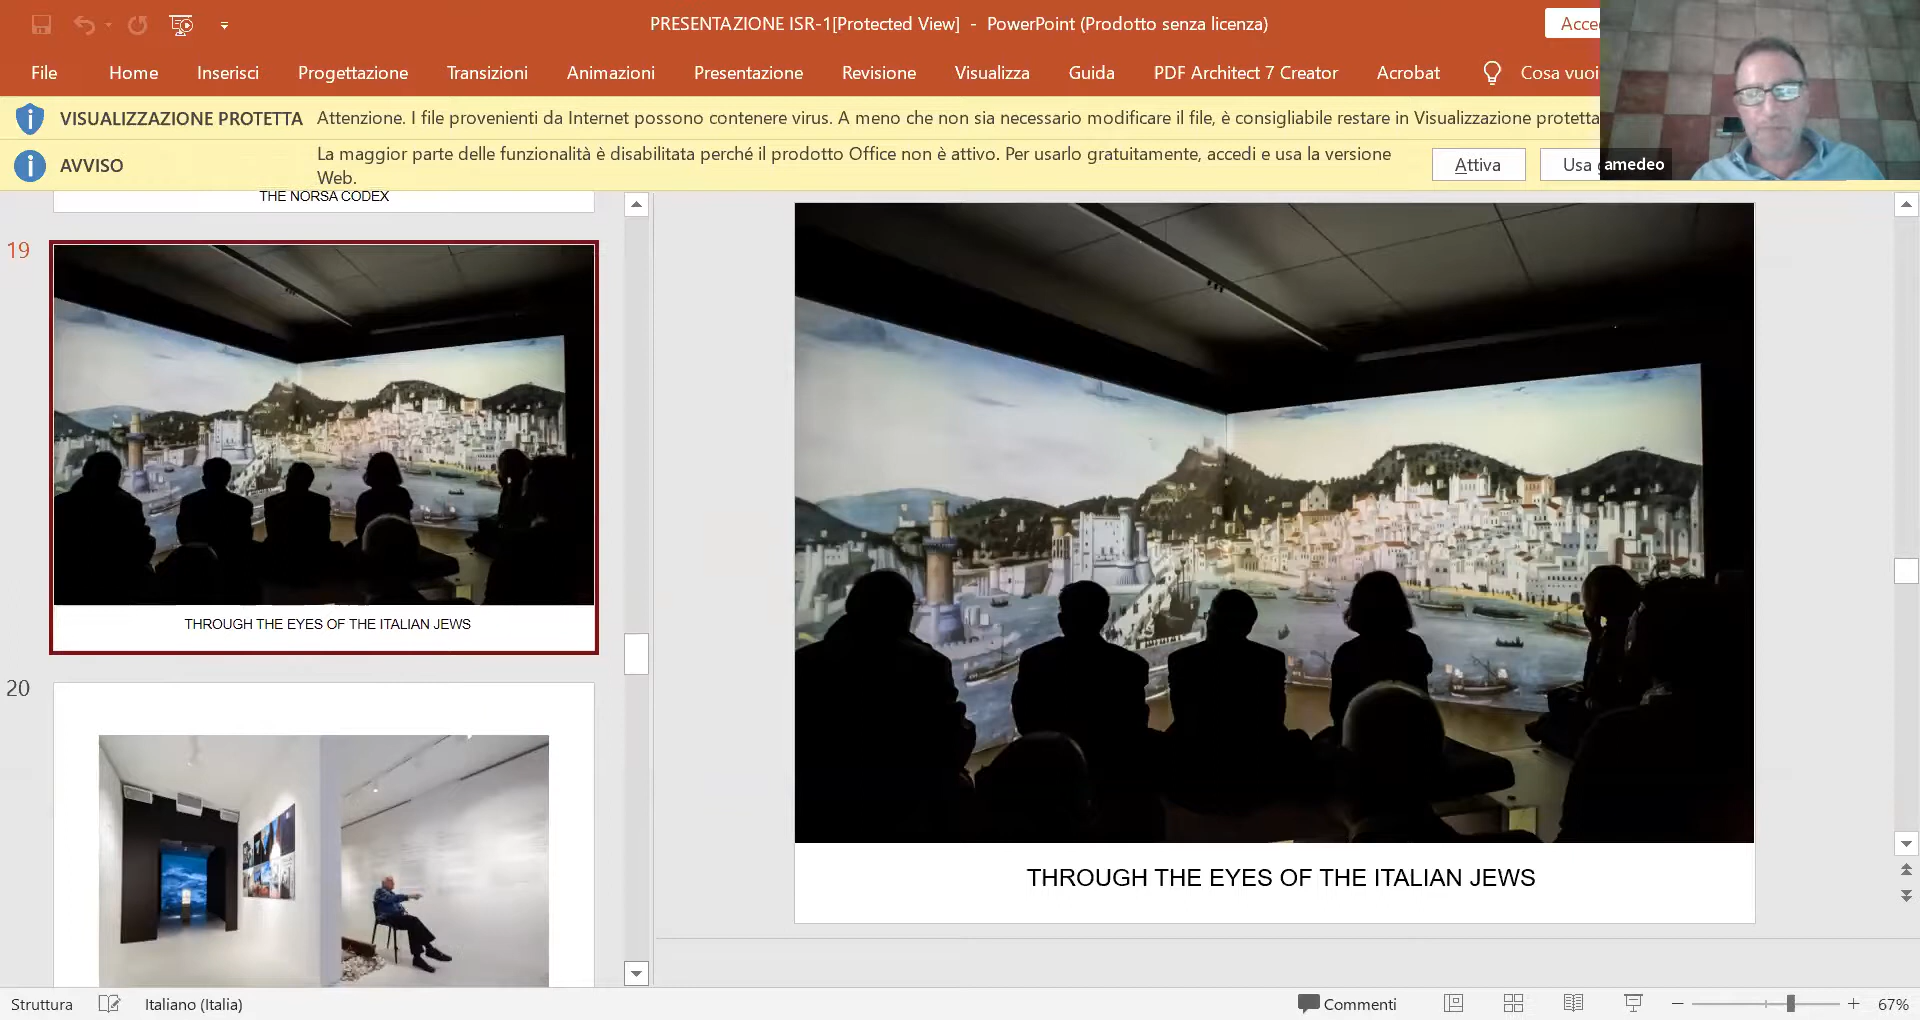 PRESENTAZIONE ISR-1[Protected View] - PowerPoint (Prodotto senza licenza)
File Home Inserisci Progettazione Transizioni Animazioni Presentazione Revisione Visualizza Guida PDF Architect 7 Creator Acrobat Cosa vuoi
VISUALIZZAZIONE PROTETTA Attenzione. I file provenienti da Internet possono contenere virus. A meno che non sia necessario modificare il file, è consigliabile restare in Visualizzazione protetta
AVVISO La maggior parte delle funzionalità è disabilitata perché il prodotto Office non è attivo. Per usarlo gratuitamente, accedi e usa la versione
Web.
Attiva Usa
amedeo
THE NORSA CODEX
19
THROUGH THE EYES OF THE ITALIAN JEWS
20
THROUGH THE EYES OF THE ITALIAN JEWS
Struttura Italiano (Italia) Commenti 67%